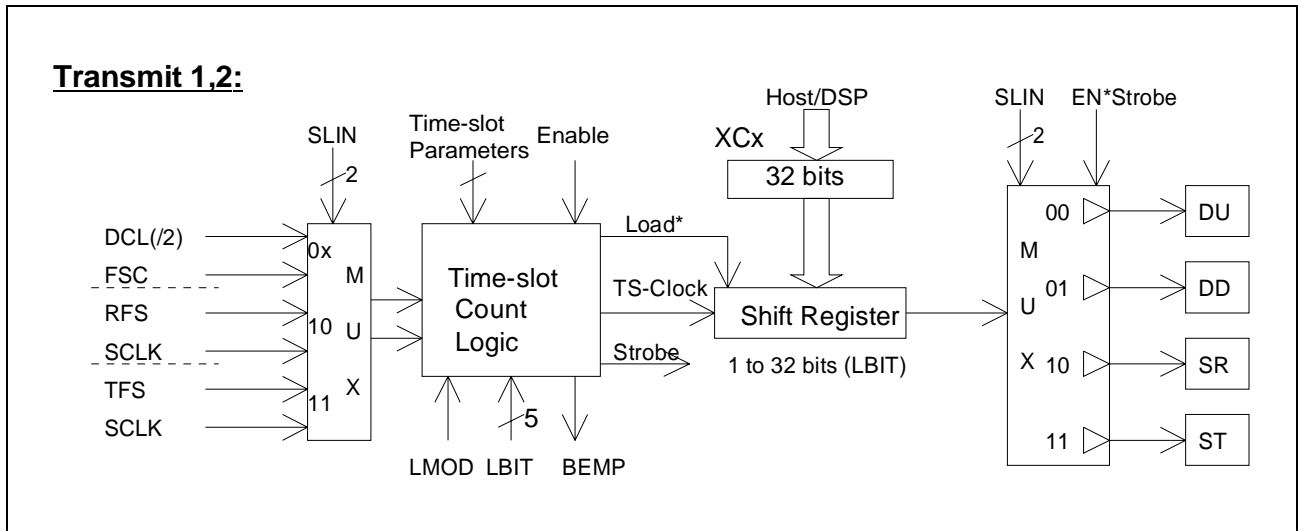 Transmit 1,2:
SLIN
2
Time-slot
Parameters
Enable
Host/DSP
XCx
32 bits
SLIN
2
EN*Strobe
DCL(/2)
FSC
RFS
SCLK
TFS
SCLK
0x
10
11
M
U
X
Time-slot
Count
Logic
Load*
TS-Clock
Strobe
Shift Register
1 to 32 bits (LBIT)
LMOD
LBIT
5
BEMP
M
U
X
00
01
10
11
DU
DD
SR
ST